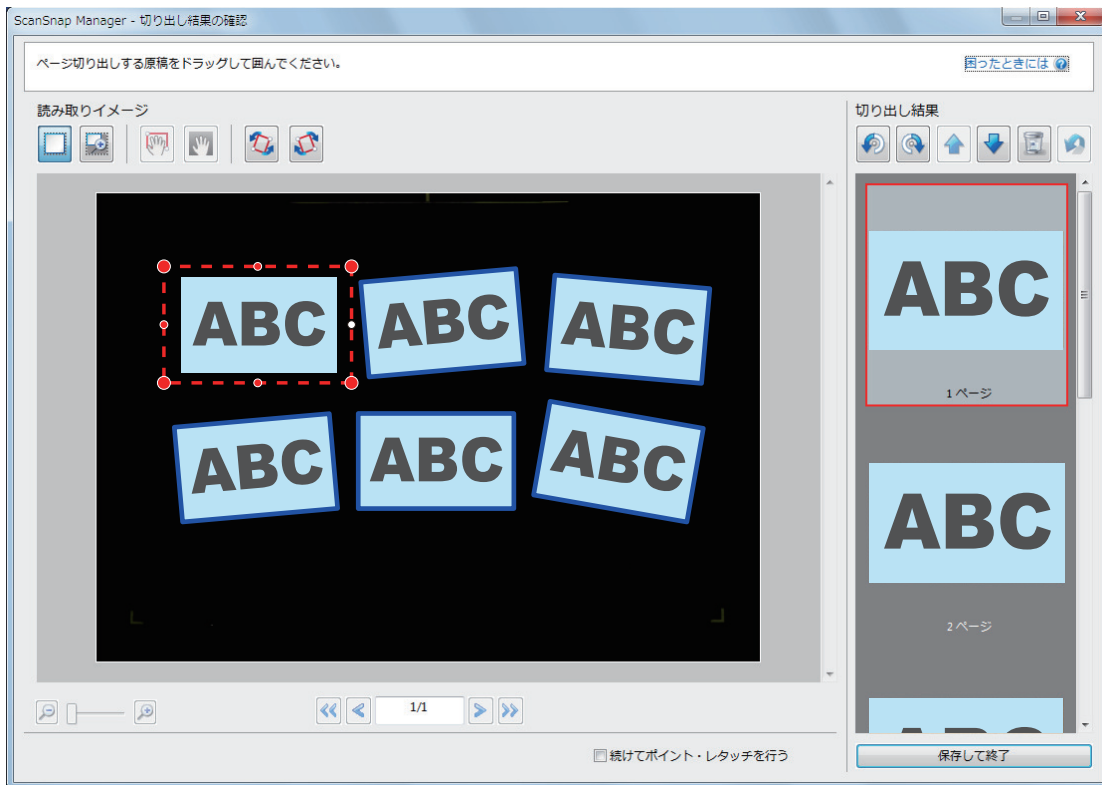 ScanSnap Manager - 切り出し結果の確認
ページ切り出しする原稿をドラッグして囲んでください。
困ったときには
読み取りイメージ
切り出し結果
ABC
ABC
ABC
ABC
ABC
ABC
ABC
1 ページ
ABC
2 ページ
1/1
続けてポイント・レタッチを行う
保存して終了